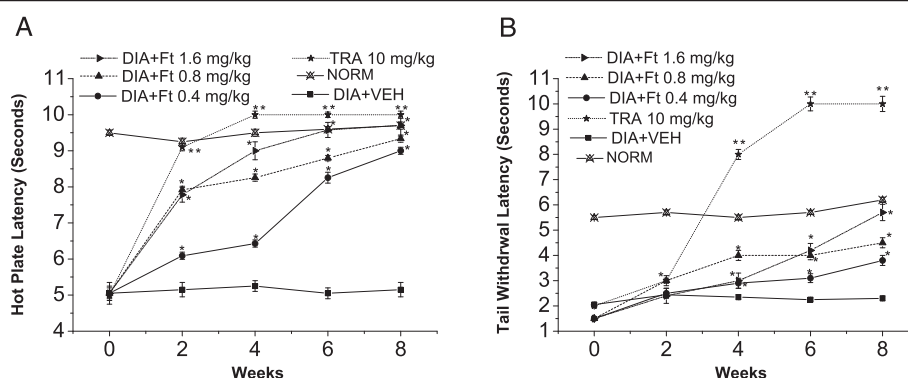 A
DIA+Ft 1.6 mg/kg
DIA+Ft 0.8 mg/kg
DIA+Ft 0.4 mg/kg
TRA 10 mg/kg
NORM
DIA+VEH
Hot Plate Latency (Seconds)
11
10
9
8
7
6
5
4
0 2 4 6 8
Weeks
** ** ** ** * * * * * * * * * * * *
B
DIA+Ft 1.6 mg/kg
DIA+Ft 0.8 mg/kg
DIA+Ft 0.4 mg/kg
TRA 10 mg/kg
DIA+VEH
NORM
Tail Withdrwal Latency (Seconds)
11
10
9
8
7
6
5
4
3
2
1
0 2 4 6 8
Weeks
** ** ** * * * * * * * * * *